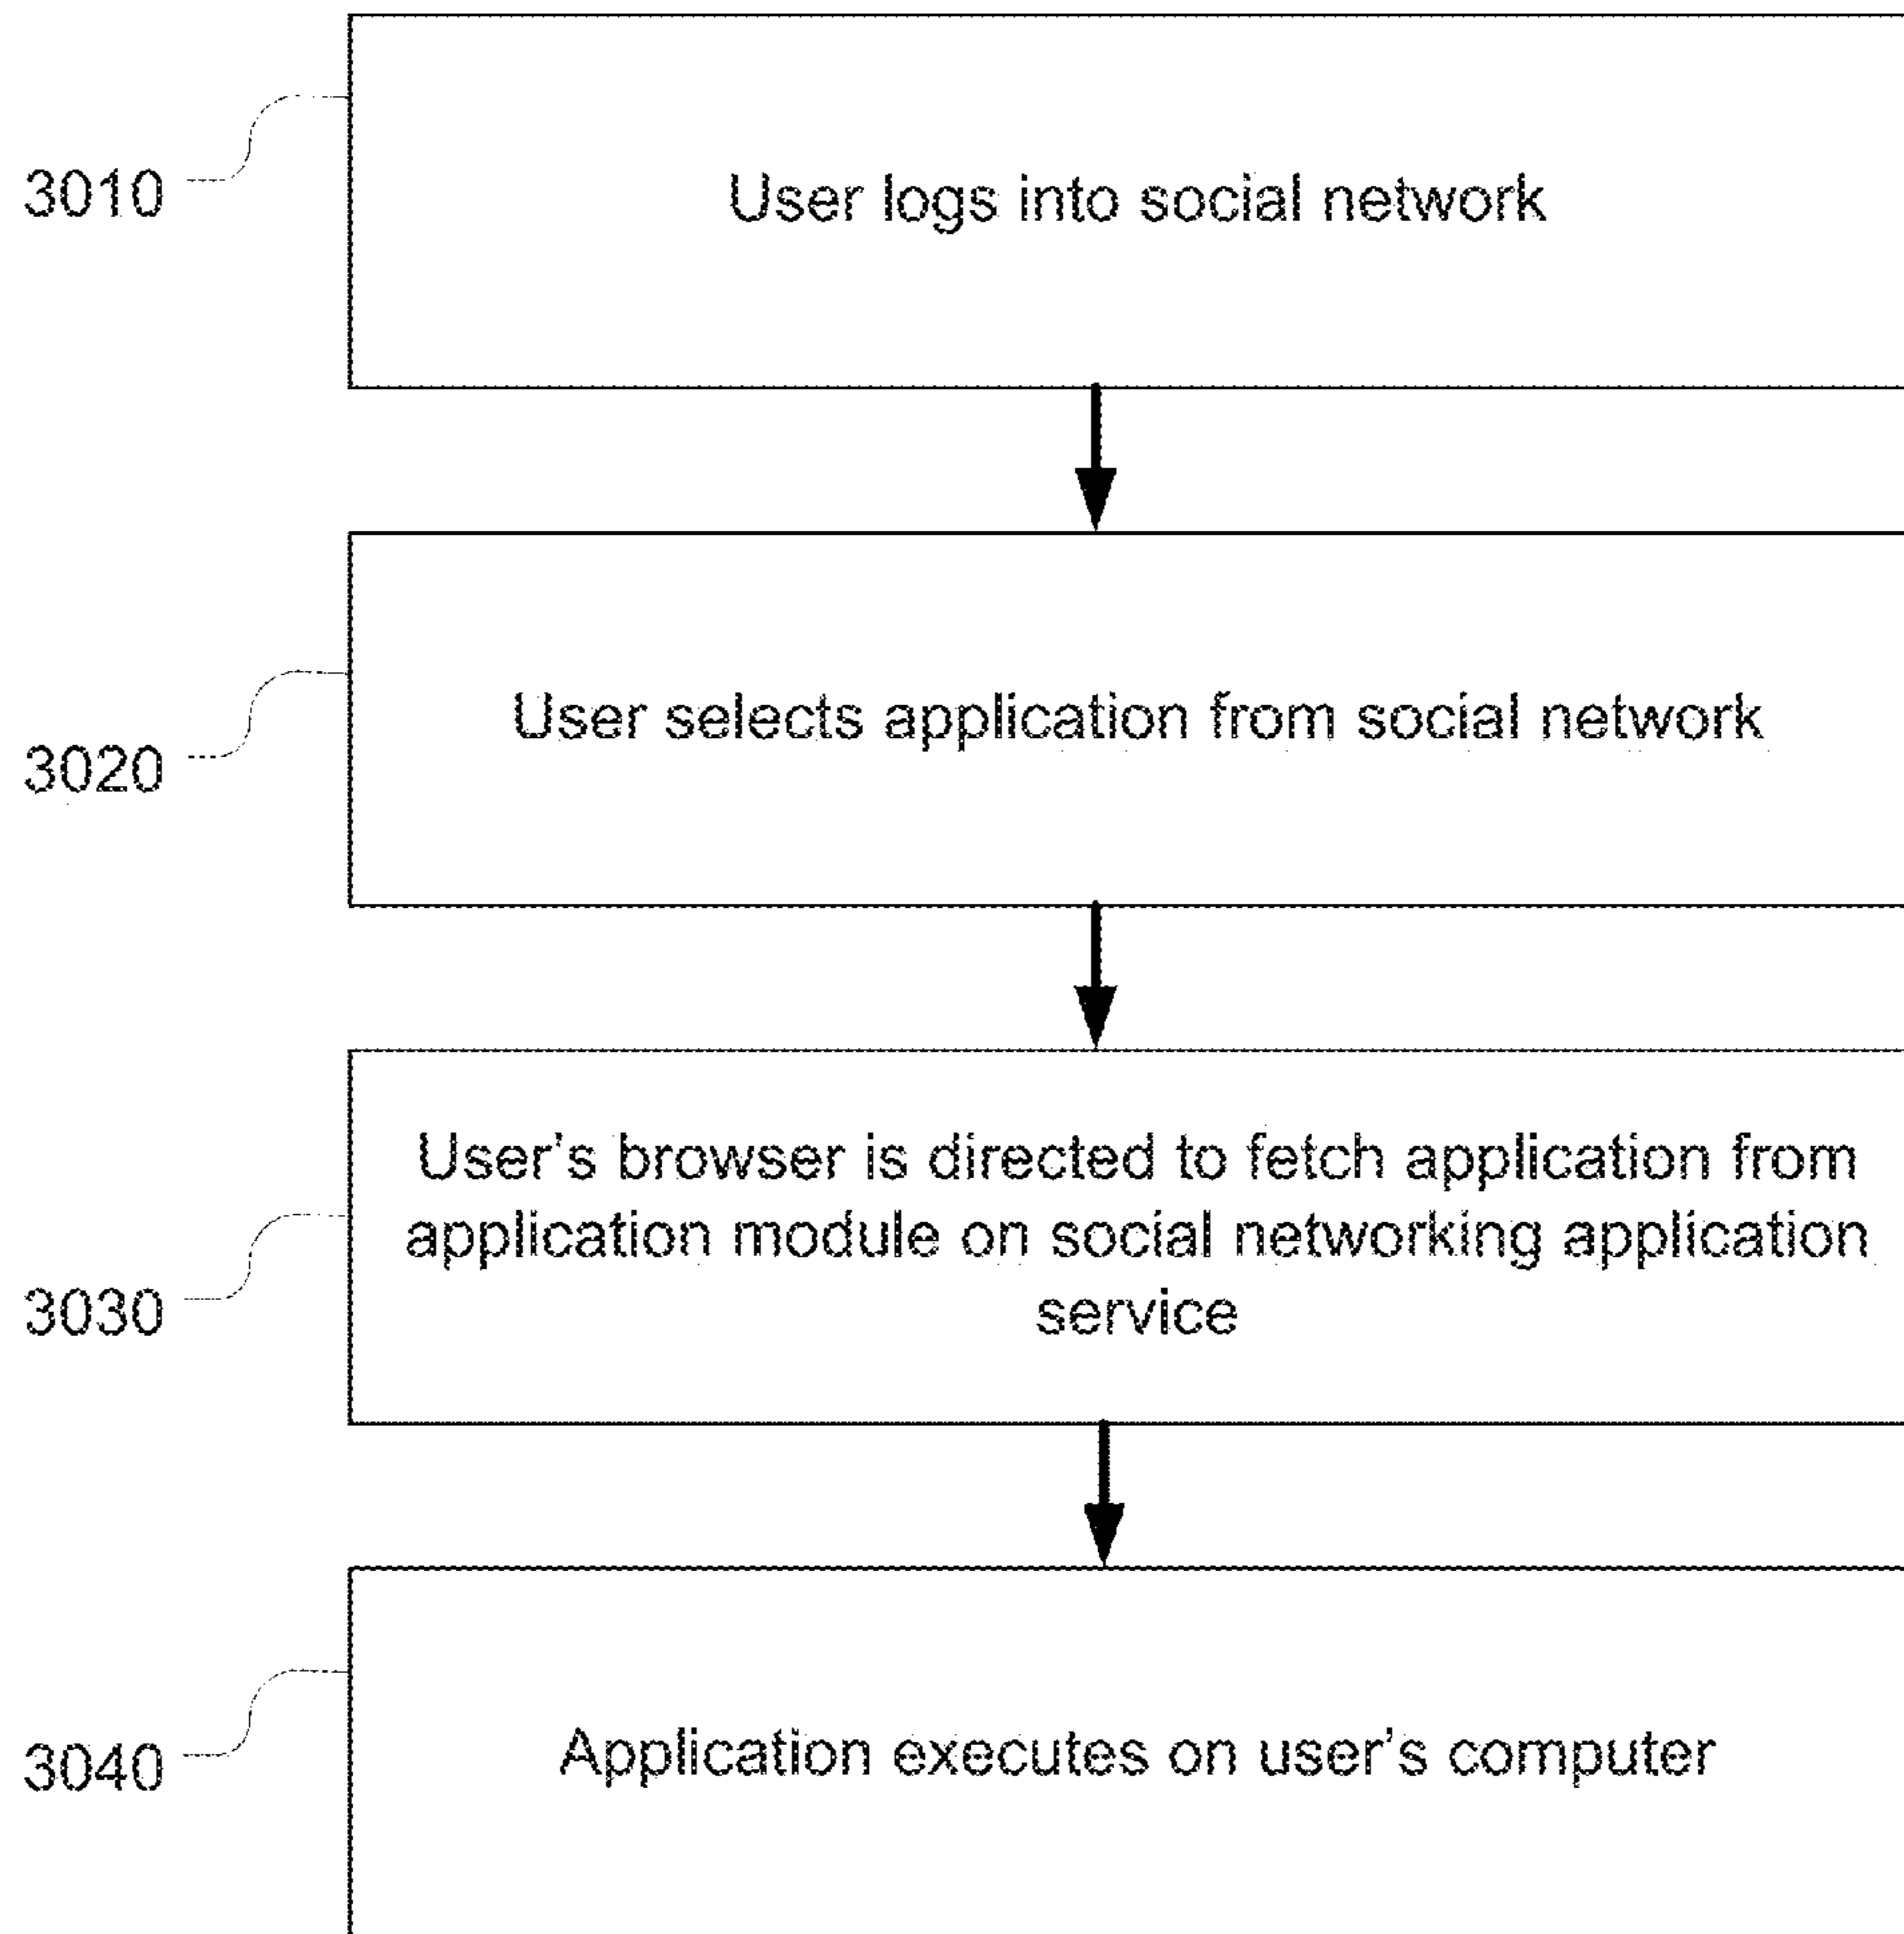 3010
User logs into social network
3020
User selects application from social network
User's browser is directed to fetch application from
application module on social networking application
service
3030
3040
Application executes on user's computer